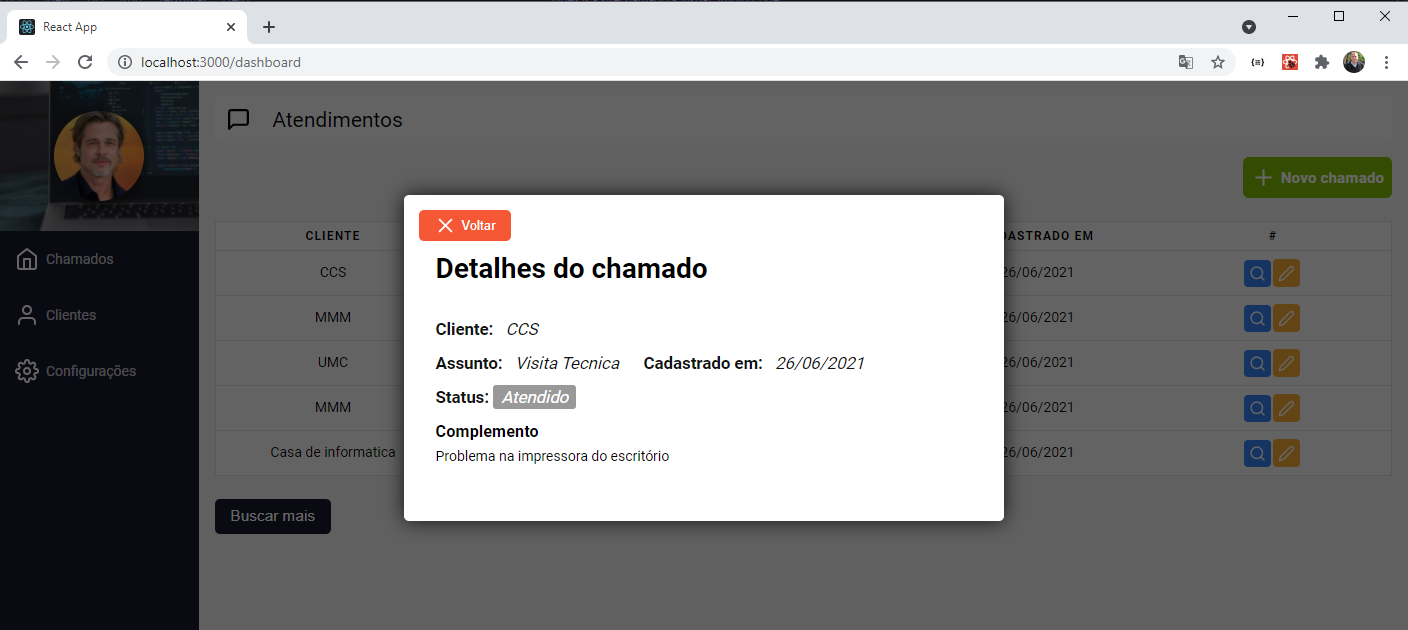 React App
localhost:3000/dashboard
Atendimentos
Novo chamado
Chamados
Clientes
Configurações
CLIENTE
DASTRADO EM
#
CCS
26/06/2021
MMM
26/06/2021
UMC
26/06/2021
MMM
26/06/2021
Casa de informatica
26/06/2021
Buscar mais
Voltar
Detalhes do chamado
Cliente: CCS
Assunto: Visita Tecnica Cadastrado em: 26/06/2021
Status: Atendido
Complemento
Problema na impressora do escritório